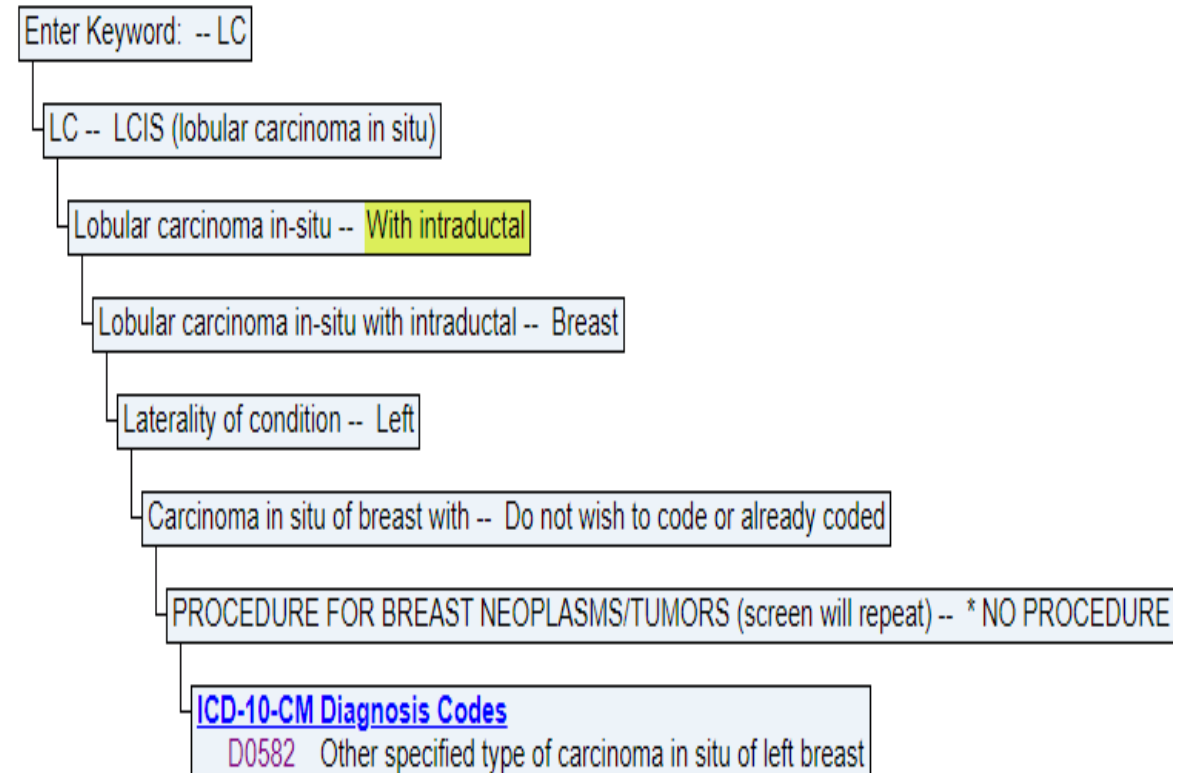 Enter Keyword: -- LC
LC -- LCIS (lobular carcinoma in situ)
Lobular carcinoma in-situ -- With intraductal
Lobular carcinoma in-situ with intraductal -- Breast
Laterality of condition -- Left
Carcinoma in situ of breast with -- Do not wish to code or already coded
PROCEDURE FOR BREAST NEOPLASMS/TUMORS (screen will repeat) -- * NO PROCEDURE
ICD-10-CM Diagnosis Codes
D0582 Other specified type of carcinoma in situ of left breast